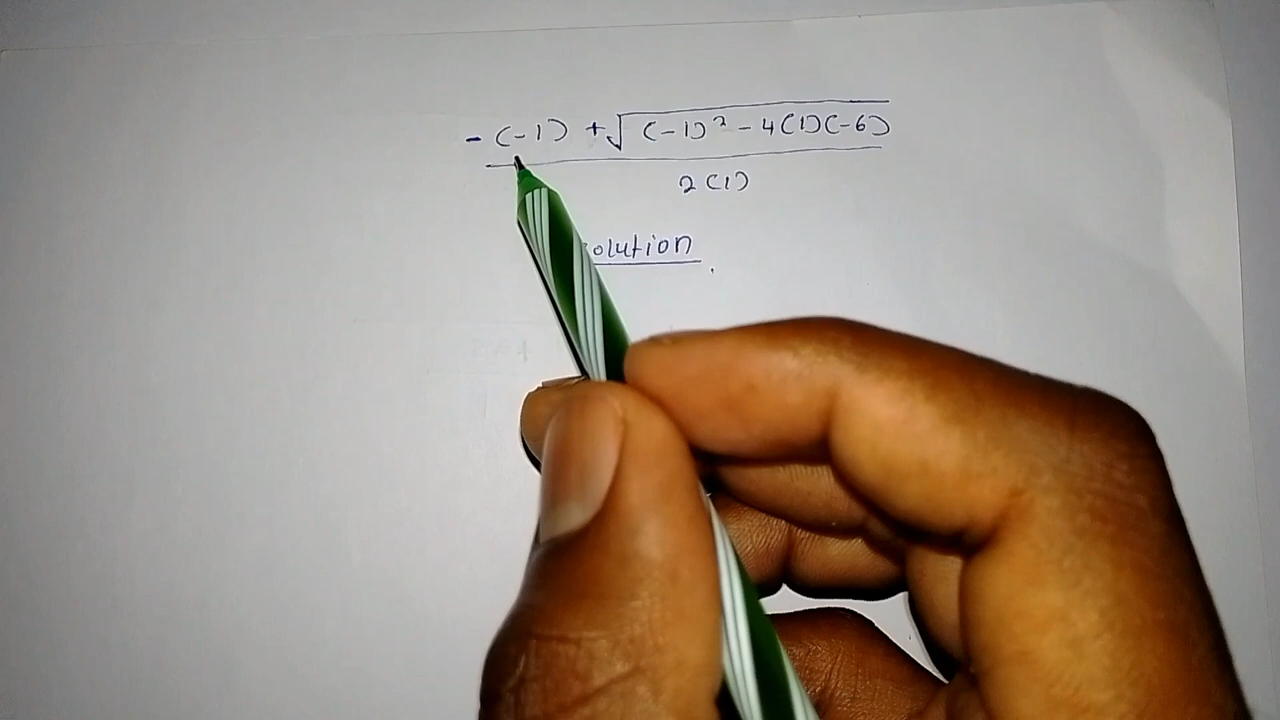 - (-1) + √(-1)² - 4(1)(-6)
2(1)
olution